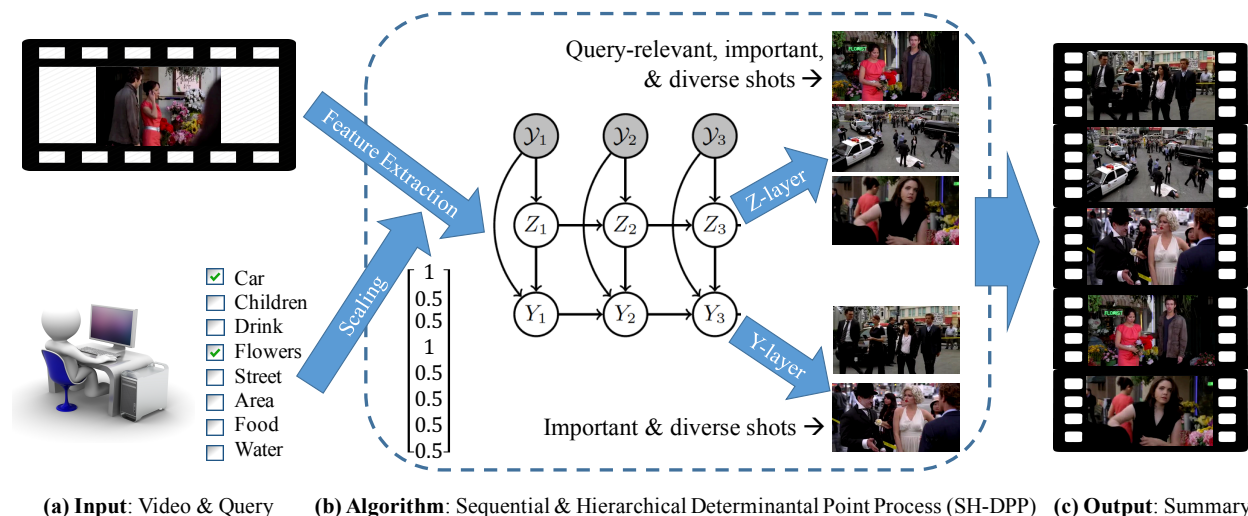 Query-relevant, important,
& diverse shots →
FLORIST
Feature Extraction
Scaling
𝒴1 𝒴2 𝒴3
Z1 Z2 Z3
Y1 Y2 Y3
Z-layer
Y-layer
Car
Children
Drink
Flowers
Street
Area
Food
Water
1
0.5
0.5
1
0.5
0.5
0.5
0.5
Important & diverse shots →
FLORIST
(a) Input: Video & Query
(b) Algorithm: Sequential & Hierarchical Determinantal Point Process (SH-DPP)
(c) Output: Summary